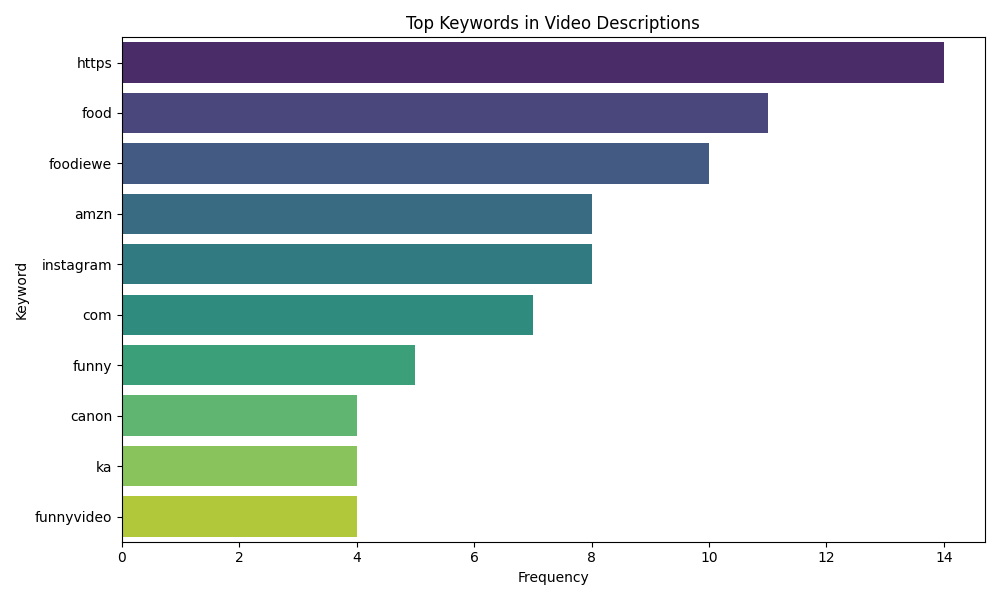 Top Keywords in Video Descriptions
https
food
foodiewe
amzn
instagram
com
funny
canon
ka
funnyvideo
Keyword
0 2 4 6 8 10 12 14
Frequency